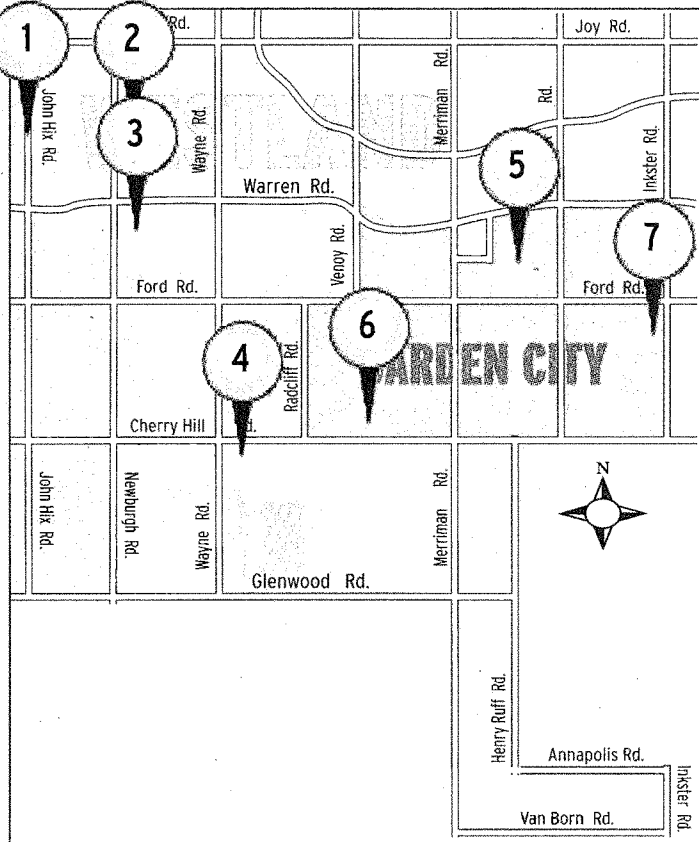 1
2
Rd.
Joy Rd.
John Hix Rd.
WESTLAND
3
Wayne Rd.
Merriman Rd.
Rd.
5
Inkster Rd.
Warren Rd.
7
Venoy Rd.
Ford Rd.
Ford Rd.
6
4
Radcliff Rd.
ARDEN CITY
Cherry Hill
d.
John Hix Rd.
Newburgh Rd.
Wayne Rd.
Merriman Rd.
N
Glenwood Rd.
Henry Ruff Rd.
Annapolis Rd.
Inkster Rd.
Van Born Rd.